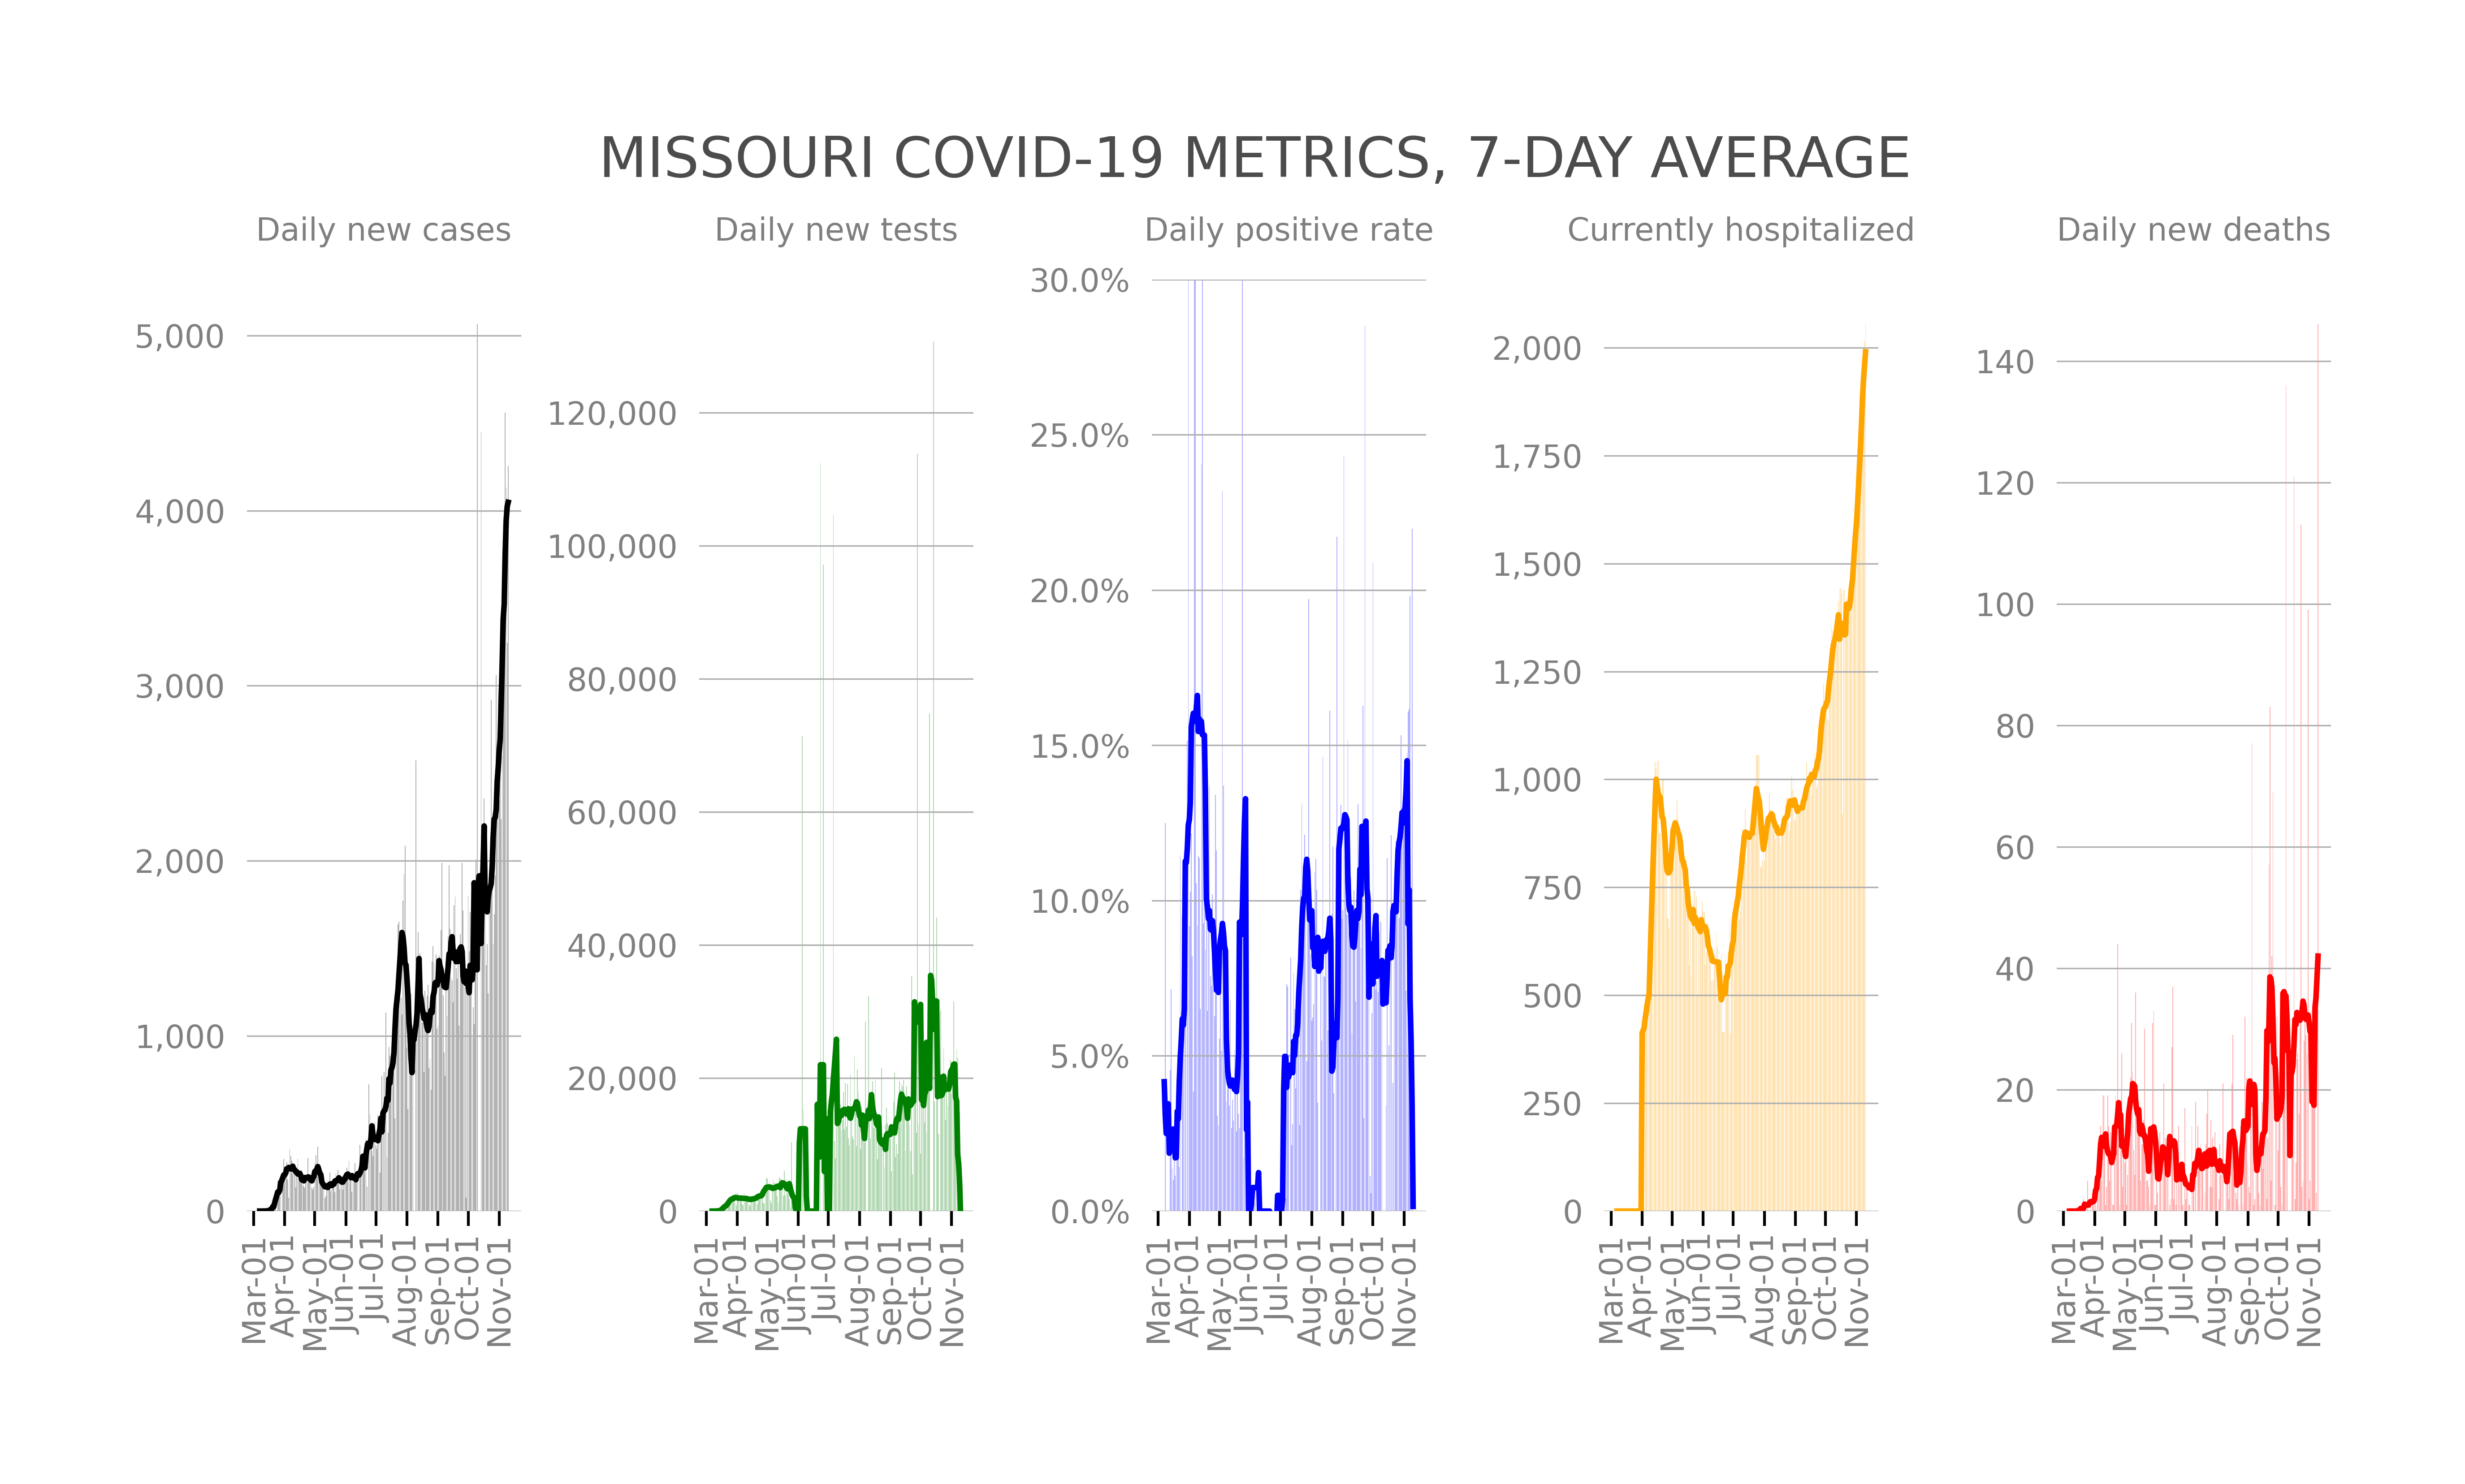 MISSOURI COVID-19 METRICS, 7-DAY AVERAGE
Daily new cases
5,000
4,000
3,000
2,000
1,000
0
Mar-01
Apr-01
May-01
Jun-01
Jul-01
Aug-01
Sep-01
Oct-01
Nov-01
Daily new tests
120,000
100,000
80,000
60,000
40,000
20,000
0
Mar-01
Apr-01
May-01
Jun-01
Jul-01
Aug-01
Sep-01
Oct-01
Nov-01
Daily positive rate
30.0%
25.0%
20.0%
15.0%
10.0%
5.0%
0.0%
Mar-01
Apr-01
May-01
Jun-01
Jul-01
Aug-01
Sep-01
Oct-01
Nov-01
Currently hospitalized
2,000
1,750
1,500
1,250
1,000
750
500
250
0
Mar-01
Apr-01
May-01
Jun-01
Jul-01
Aug-01
Sep-01
Oct-01
Nov-01
Daily new deaths
140
120
100
80
60
40
20
0
Mar-01
Apr-01
May-01
Jun-01
Jul-01
Aug-01
Sep-01
Oct-01
Nov-01